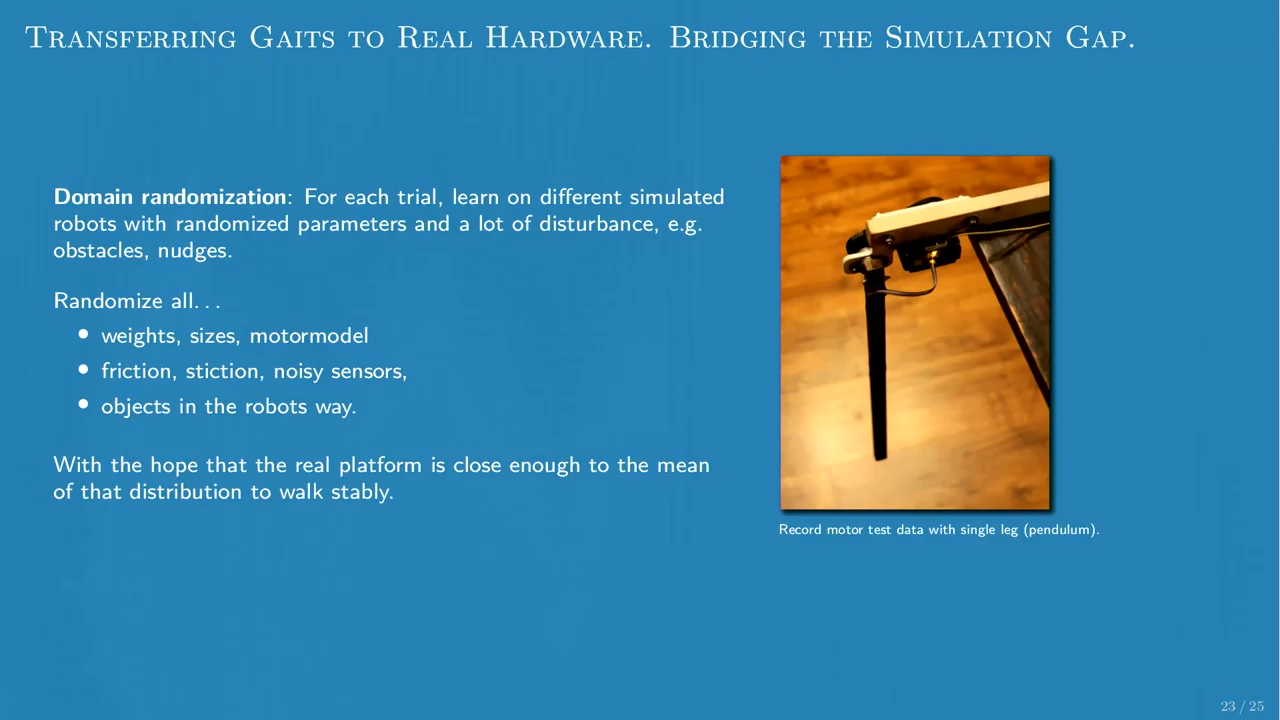 Transferring Gaits to Real Hardware. Bridging the Simulation Gap.
Domain randomization: For each trial, learn on different simulated
robots with randomized parameters and a lot of disturbance, e.g.
obstacles, nudges.
Randomize all. . .
• weights, sizes, motormodel
• friction, stiction, noisy sensors,
• objects in the robots way.
With the hope that the real platform is close enough to the mean
of that distribution to walk stably.
Record motor test data with single leg (pendulum).
23 / 25